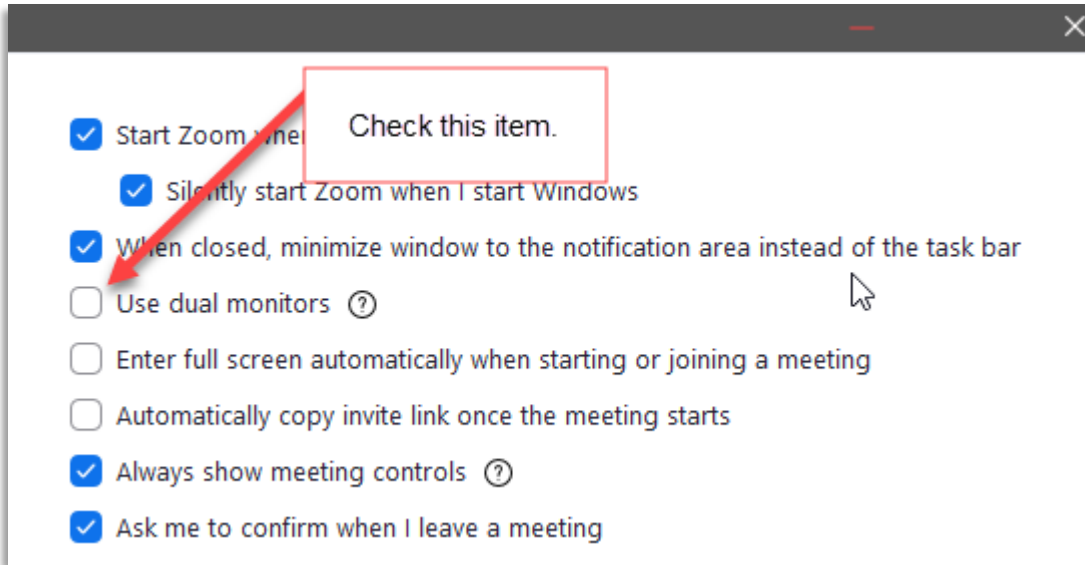 Check this item.
Start Zoom
Silently start Zoom when I start Windows
When closed, minimize window to the notification area instead of the task bar
Use dual monitors ?
Enter full screen automatically when starting or joining a meeting
Automatically copy invite link once the meeting starts
Always show meeting controls ?
Ask me to confirm when I leave a meeting